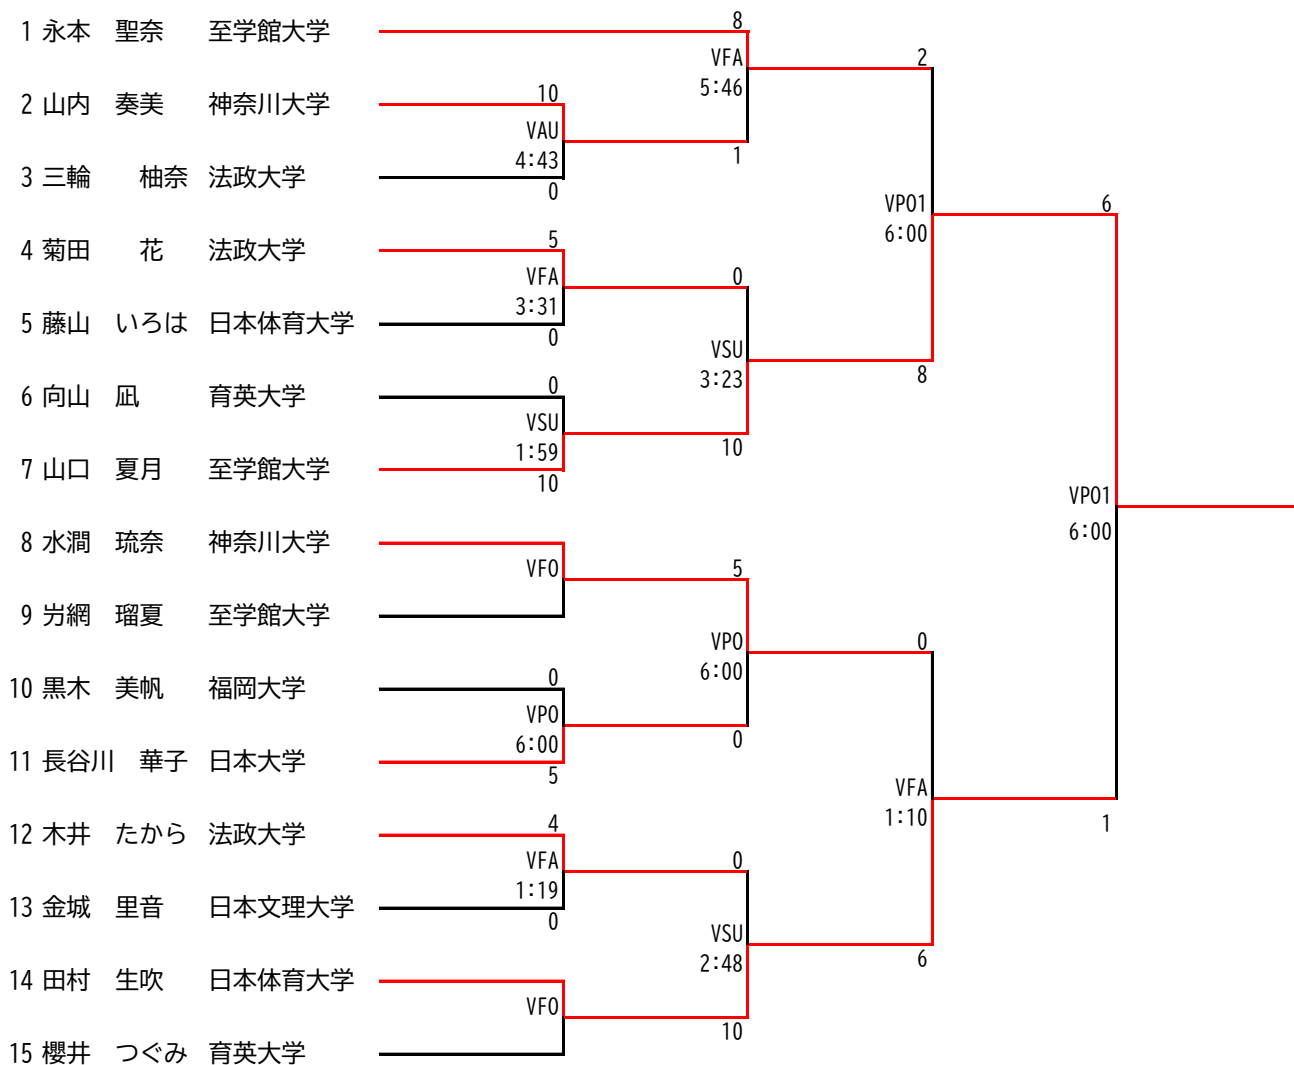 1 永本 聖奈 至学館大学
8
VFA
5:46
2
2 山内 奏美 神奈川大学
10
VAU
4:43
1
3 三輪 柚奈 法政大学
0
VPO1
6:00
6
4 菊田 花 法政大学
5
VFA
3:31
0
5 藤山 いろは 日本体育大学
0
VSU
3:23
8
6 向山 凪 育英大学
0
VSU
1:59
10
7 山口 夏月 至学館大学
10
VPO1
6:00
8 水澗 琉奈 神奈川大学
VFO
5
9 屶網 瑠夏 至学館大学
VPO
6:00
0
10 黒木 美帆 福岡大学
0
VPO
6:00
0
11 長谷川 華子 日本大学
5
VFA
1:10
1
12 木井 たから 法政大学
4
VFA
1:19
0
13 金城 里音 日本文理大学
0
VSU
2:48
6
14 田村 生吹 日本体育大学
VFO
10
15 櫻井 つぐみ 育英大学